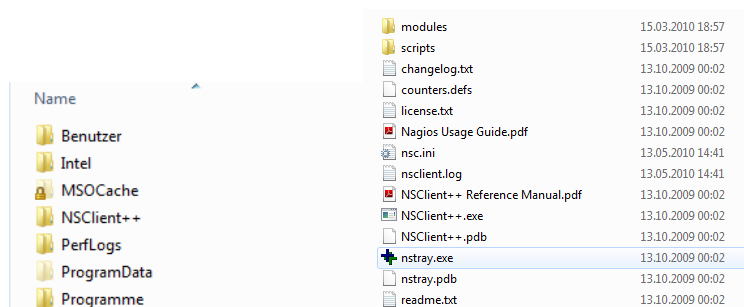 Name
Benutzer
Intel
MSOCache
NSClient++
PerfLogs
ProgramData
Programme
modules 15.03.2010 18:57
scripts 15.03.2010 18:57
changelog.txt 13.10.2009 00:02
counters.defs 13.10.2009 00:02
license.txt 13.10.2009 00:02
Nagios Usage Guide.pdf 13.10.2009 00:02
nsc.ini 13.05.2010 14:41
nsclient.log 13.05.2010 14:41
NSClient++ Reference Manual.pdf 13.10.2009 00:02
NSClient++.exe 13.10.2009 00:02
NSClient++.pdb 13.10.2009 00:02
nstray.exe 13.10.2009 00:02
nstray.pdb 13.10.2009 00:02
readme.txt 13.10.2009 00:02